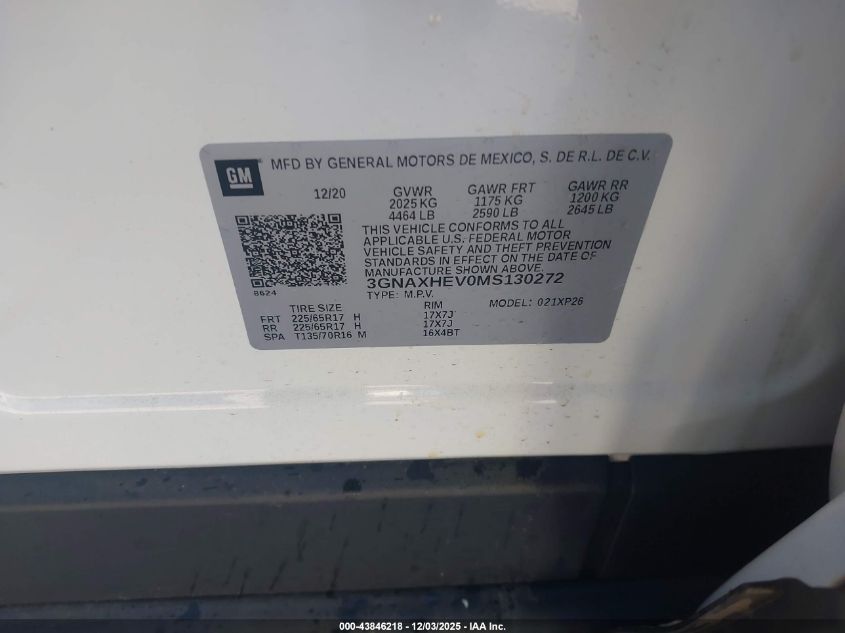 GM
MFD BY GENERAL MOTORS DE MEXICO, S. DE R.L. DE C.V.
12/20 GVWR GAWR FRT GAWR RR
2025 KG 1175 KG 1200 KG
4464 LB 2590 LB 2645 LB
THIS VEHICLE CONFORMS TO ALL
APPLICABLE U.S. FEDERAL MOTOR
VEHICLE SAFETY AND THEFT PREVENTION
STANDARDS IN EFFECT ON THE DATE OF
MANUFACTURE SHOWN ABOVE.
3GNAXHEV0MS130272
8624
TYPE: M.P.V. MODEL: 021XP26
TIRE SIZE RIM
FRT 225/65R17 H 17X7J
RR 225/65R17 H 17X7J
SPA T135/70R16 M 16X4BT
000-43846218 - 12/03/2025 - IAA Inc.